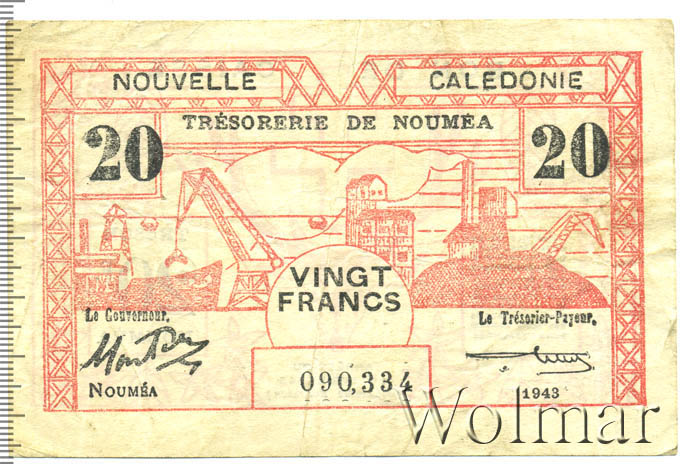 NOUVELLE CALEDONIE
TRÉSORERIE DE NOUMÉA
20 20
VINGT
FRANCS
Le Gouverneur, Le Trésorier-Payeur,
NOUMÉA 090,334 1943
Wolmar